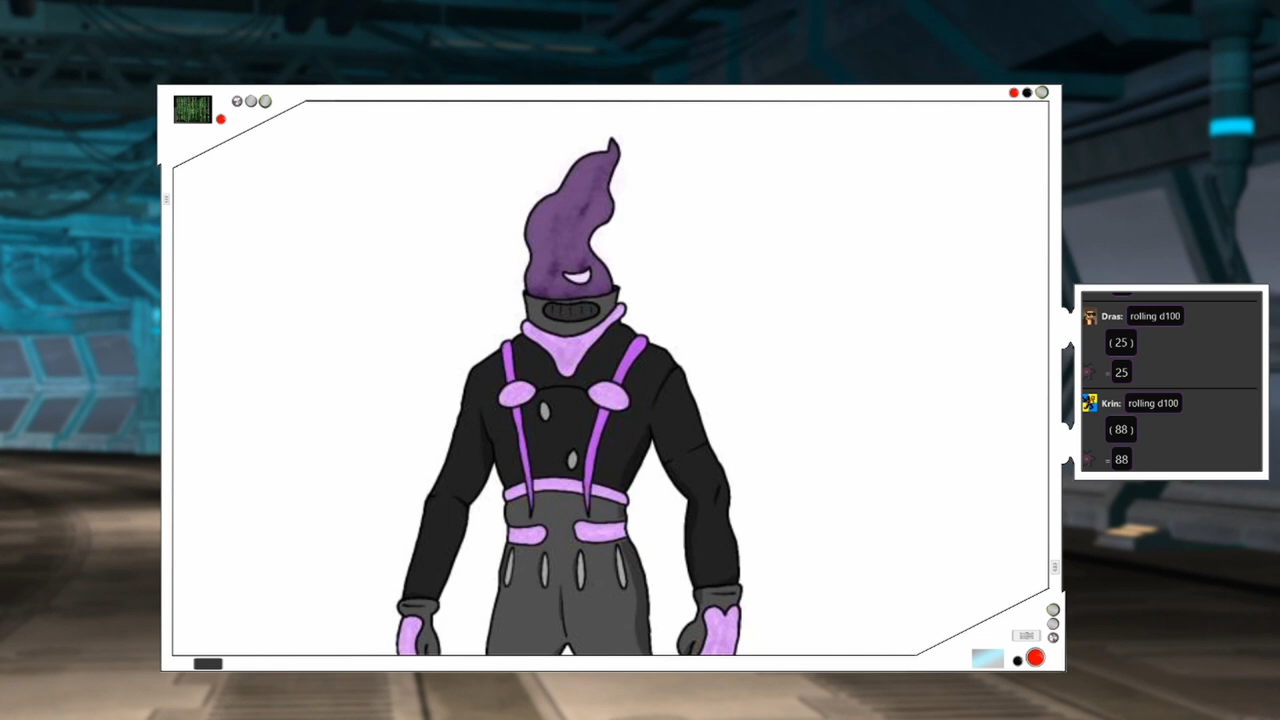 Dras: rolling d100
( 25 )
= 25
Krin: rolling d100
( 88 )
= 88